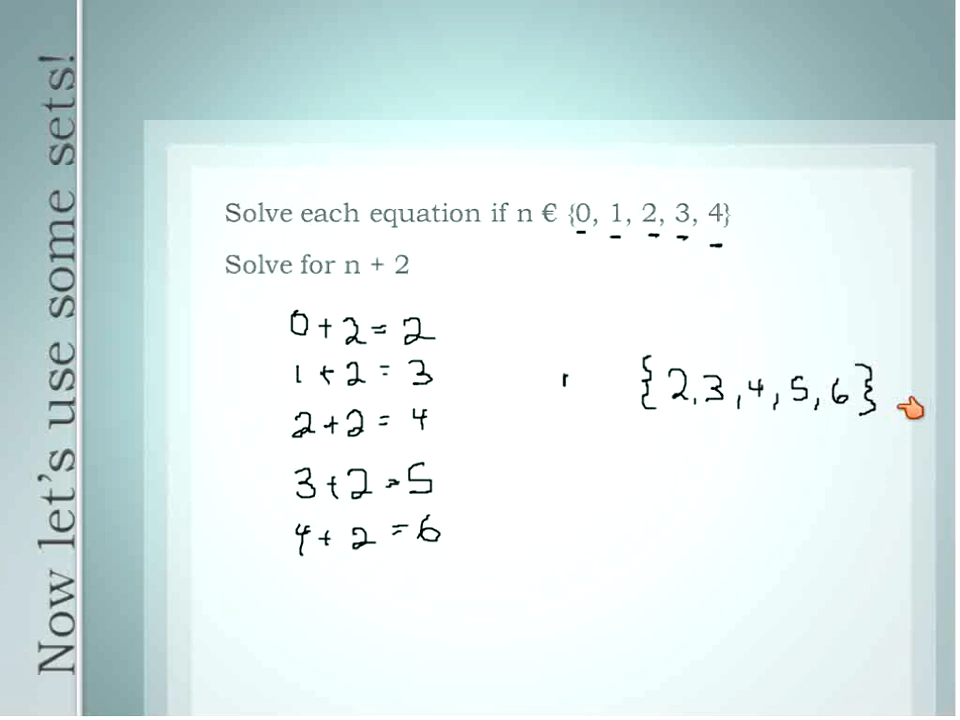 Now let's use some sets!
Solve each equation if n € {0, 1, 2, 3, 4}
Solve for n + 2
0+2=2
1+2=3
2+2=4
3+2=5
4+2=6
{2,3,4,5,6}